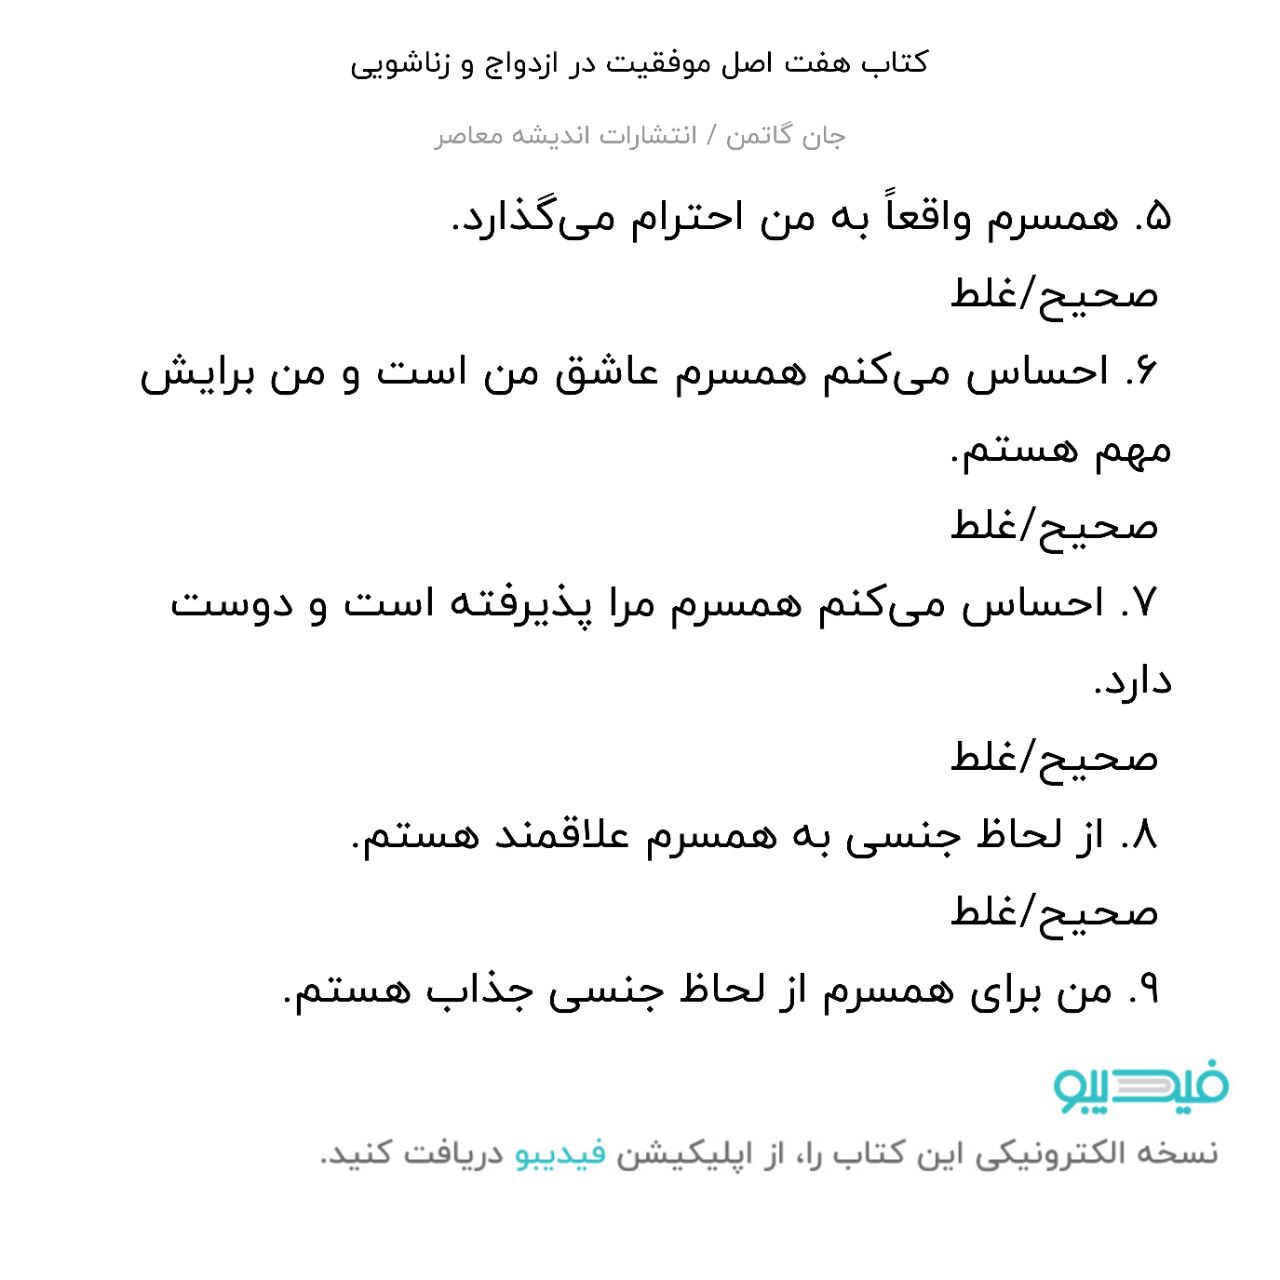 کتاب هفت اصل موفقیت در ازدواج و زناشویی
جان گاتمن / انتشارات اندیشه معاصر
۵. همسرم واقعاً به من احترام می‌گذارد.
صحیح/غلط
۶. احساس می‌کنم همسرم عاشق من است و من برایش
مهم هستم.
صحیح/غلط
۷. احساس می‌کنم همسرم مرا پذیرفته است و دوست
دارد.
صحیح/غلط
۸. از لحاظ جنسی به همسرم علاقمند هستم.
صحیح/غلط
۹. من برای همسرم از لحاظ جنسی جذاب هستم.
فیدیبو
نسخه الکترونیکی این کتاب را، از اپلیکیشن فیدیبو دریافت کنید.